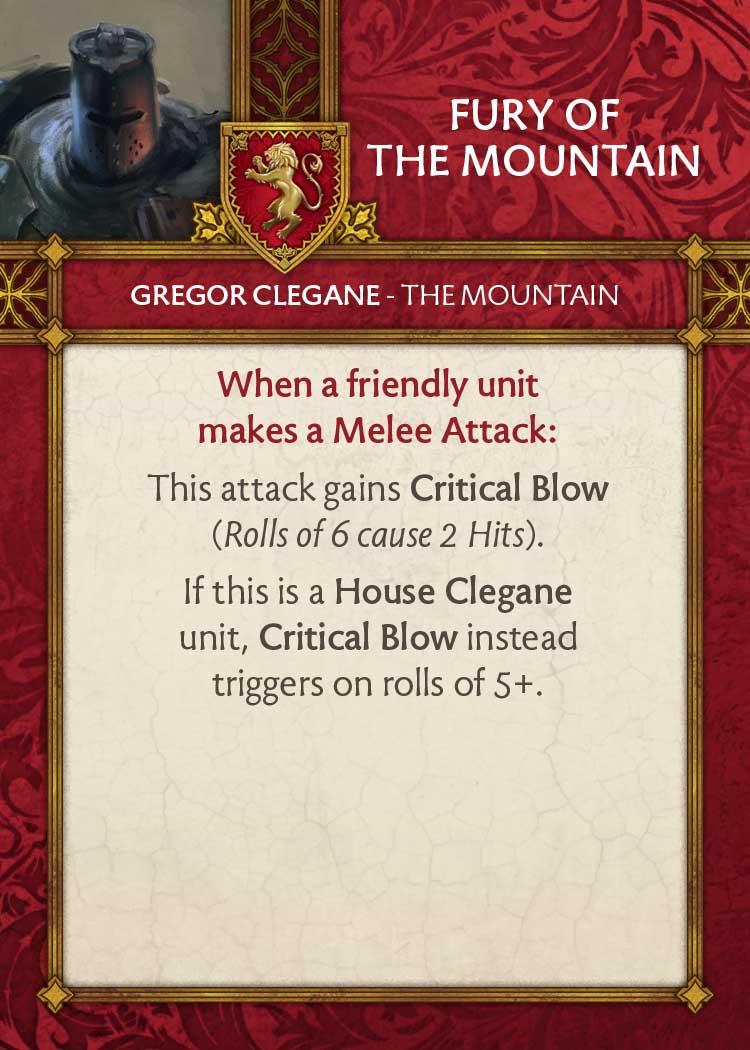 FURY OF
THE MOUNTAIN
GREGOR CLEGANE - THE MOUNTAIN
When a friendly unit
makes a Melee Attack:
This attack gains Critical Blow
(Rolls of 6 cause 2 Hits).
If this is a House Clegane
unit, Critical Blow instead
triggers on rolls of 5+.